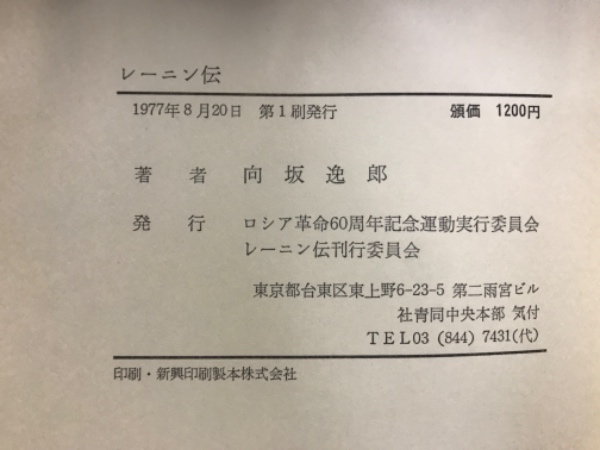 レーニン伝
1977年8月20日 第1刷発行 頒価 1200円
著 者 向 坂 逸 郎
発 行 ロシア革命60周年記念運動実行委員会
レーニン伝刊行委員会
東京都台東区東上野6-23-5 第二雨宮ビル
社青同中央本部 気付
TEL03 (844) 7431(代)
印刷・新興印刷製本株式会社